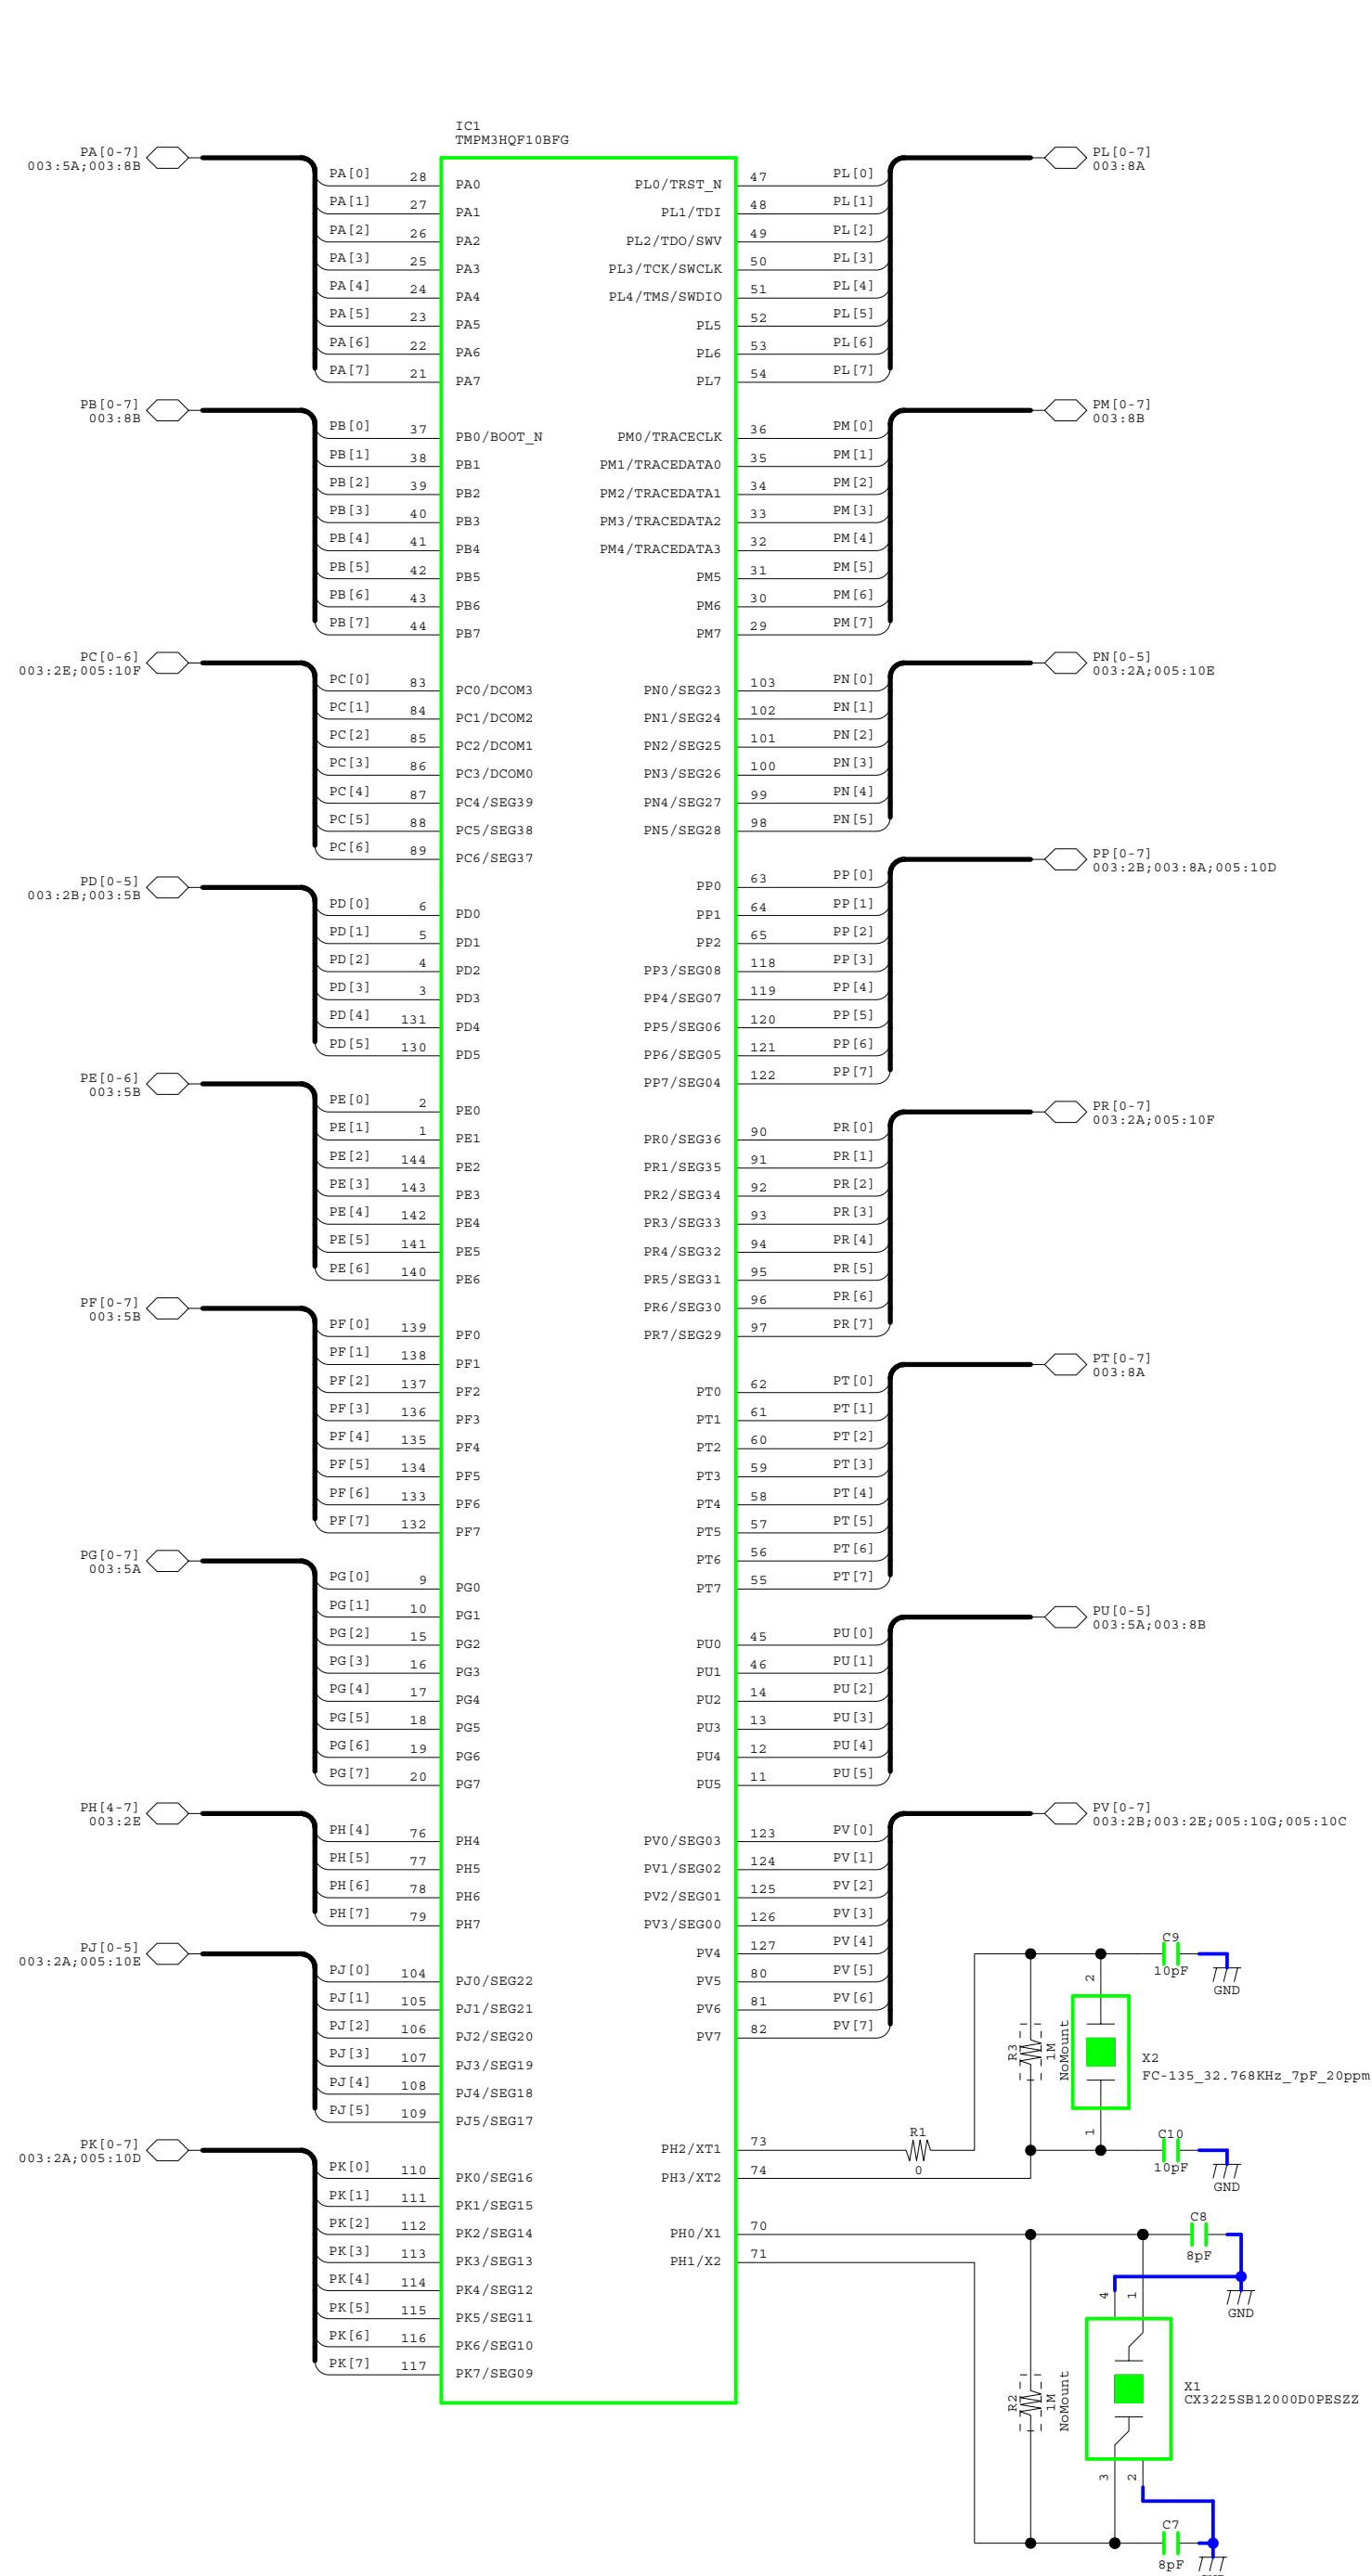 IC1
TMPM3HQF10BFG
PA[0-7]
003:5A;003:8B
PA[0] 28 PA0
PA[1] 27 PA1
PA[2] 26 PA2
PA[3] 25 PA3
PA[4] 24 PA4
PA[5] 23 PA5
PA[6] 22 PA6
PA[7] 21 PA7
PB[0-7]
003:8B
PB[0] 37 PB0/BOOT_N
PB[1] 38 PB1
PB[2] 39 PB2
PB[3] 40 PB3
PB[4] 41 PB4
PB[5] 42 PB5
PB[6] 43 PB6
PB[7] 44 PB7
PC[0-6]
003:2E;005:10F
PC[0] 83 PC0/DCOM3
PC[1] 84 PC1/DCOM2
PC[2] 85 PC2/DCOM1
PC[3] 86 PC3/DCOM0
PC[4] 87 PC4/SEG39
PC[5] 88 PC5/SEG38
PC[6] 89 PC6/SEG37
PD[0-5]
003:2B;003:5B
PD[0] 6 PD0
PD[1] 5 PD1
PD[2] 4 PD2
PD[3] 3 PD3
PD[4] 131 PD4
PD[5] 130 PD5
PE[0-6]
003:5B
PE[0] 2 PE0
PE[1] 1 PE1
PE[2] 144 PE2
PE[3] 143 PE3
PE[4] 142 PE4
PE[5] 141 PE5
PE[6] 140 PE6
PF[0-7]
003:5B
PF[0] 139 PF0
PF[1] 138 PF1
PF[2] 137 PF2
PF[3] 136 PF3
PF[4] 135 PF4
PF[5] 134 PF5
PF[6] 133 PF6
PF[7] 132 PF7
PG[0-7]
003:5A
PG[0] 9 PG0
PG[1] 10 PG1
PG[2] 15 PG2
PG[3] 16 PG3
PG[4] 17 PG4
PG[5] 18 PG5
PG[6] 19 PG6
PG[7] 20 PG7
PH[4-7]
003:2E
PH[4] 76 PH4
PH[5] 77 PH5
PH[6] 78 PH6
PH[7] 79 PH7
PJ[0-5]
003:2A;005:10E
PJ[0] 104 PJ0/SEG22
PJ[1] 105 PJ1/SEG21
PJ[2] 106 PJ2/SEG20
PJ[3] 107 PJ3/SEG19
PJ[4] 108 PJ4/SEG18
PJ[5] 109 PJ5/SEG17
PK[0-7]
003:2A;005:10D
PK[0] 110 PK0/SEG16
PK[1] 111 PK1/SEG15
PK[2] 112 PK2/SEG14
PK[3] 113 PK3/SEG13
PK[4] 114 PK4/SEG12
PK[5] 115 PK5/SEG11
PK[6] 116 PK6/SEG10
PK[7] 117 PK7/SEG09
PL[0-7]
003:8A
PL0/TRST_N 47 PL[0]
PL1/TDI 48 PL[1]
PL2/TDO/SWV 49 PL[2]
PL3/TCK/SWCLK 50 PL[3]
PL4/TMS/SWDIO 51 PL[4]
PL5 52 PL[5]
PL6 53 PL[6]
PL7 54 PL[7]
PM[0-7]
003:8B
PM0/TRACECLK 36 PM[0]
PM1/TRACEDATA0 35 PM[1]
PM2/TRACEDATA1 34 PM[2]
PM3/TRACEDATA2 33 PM[3]
PM4/TRACEDATA3 32 PM[4]
PM5 31 PM[5]
PM6 30 PM[6]
PM7 29 PM[7]
PN[0-5]
003:2A;005:10E
PN0/SEG23 103 PN[0]
PN1/SEG24 102 PN[1]
PN2/SEG25 101 PN[2]
PN3/SEG26 100 PN[3]
PN4/SEG27 99 PN[4]
PN5/SEG28 98 PN[5]
PP[0-7]
003:2B;003:8A;005:10D
PP0 63 PP[0]
PP1 64 PP[1]
PP2 65 PP[2]
PP3/SEG08 118 PP[3]
PP4/SEG07 119 PP[4]
PP5/SEG06 120 PP[5]
PP6/SEG05 121 PP[6]
PP7/SEG04 122 PP[7]
PR[0-7]
003:2A;005:10F
PR0/SEG36 90 PR[0]
PR1/SEG35 91 PR[1]
PR2/SEG34 92 PR[2]
PR3/SEG33 93 PR[3]
PR4/SEG32 94 PR[4]
PR5/SEG31 95 PR[5]
PR6/SEG30 96 PR[6]
PR7/SEG29 97 PR[7]
PT[0-7]
003:8A
PT0 62 PT[0]
PT1 61 PT[1]
PT2 60 PT[2]
PT3 59 PT[3]
PT4 58 PT[4]
PT5 57 PT[5]
PT6 56 PT[6]
PT7 55 PT[7]
PU[0-5]
003:5A;003:8B
PU0 45 PU[0]
PU1 46 PU[1]
PU2 14 PU[2]
PU3 13 PU[3]
PU4 12 PU[4]
PU5 11 PU[5]
PV[0-7]
003:2B;003:2E;005:10G;005:10C
PV0/SEG03 123 PV[0]
PV1/SEG02 124 PV[1]
PV2/SEG01 125 PV[2]
PV3/SEG00 126 PV[3]
PV4 127 PV[4]
PV5 80 PV[5]
PV6 81 PV[6]
PV7 82 PV[7]
PH2/XT1 73
PH3/XT2 74
PH0/X1 70
PH1/X2 71
R1
0
C9
10pF
GND
R3
1M
NoMount
2
1
X2
FC-135_32.768KHz_7pF_20ppm
C10
10pF
GND
C8
8pF
GND
R2
1M
NoMount
4
1
X1
CX3225SB12000D0PESZZ
3
2
C7
8pF